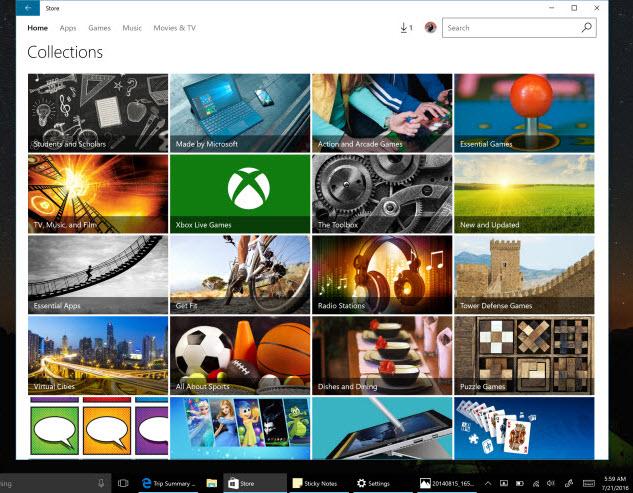 Store
Home Apps Games Music Movies & TV
1
Search
Collections
Students and Scholars
Made by Microsoft
Action and Arcade Games
Essential Games
TV, Music, and Film
Xbox Live Games
The Toolbox
New and Updated
Essential Apps
Get Fit
Radio Stations
Tower Defense Games
Virtual Cities
All About Sports
Dishes and Dining
Puzzle Games
ing
Trip Summary ...
Store
Sticky Notes
Settings
20140815_165...
5:59 AM
7/21/2016